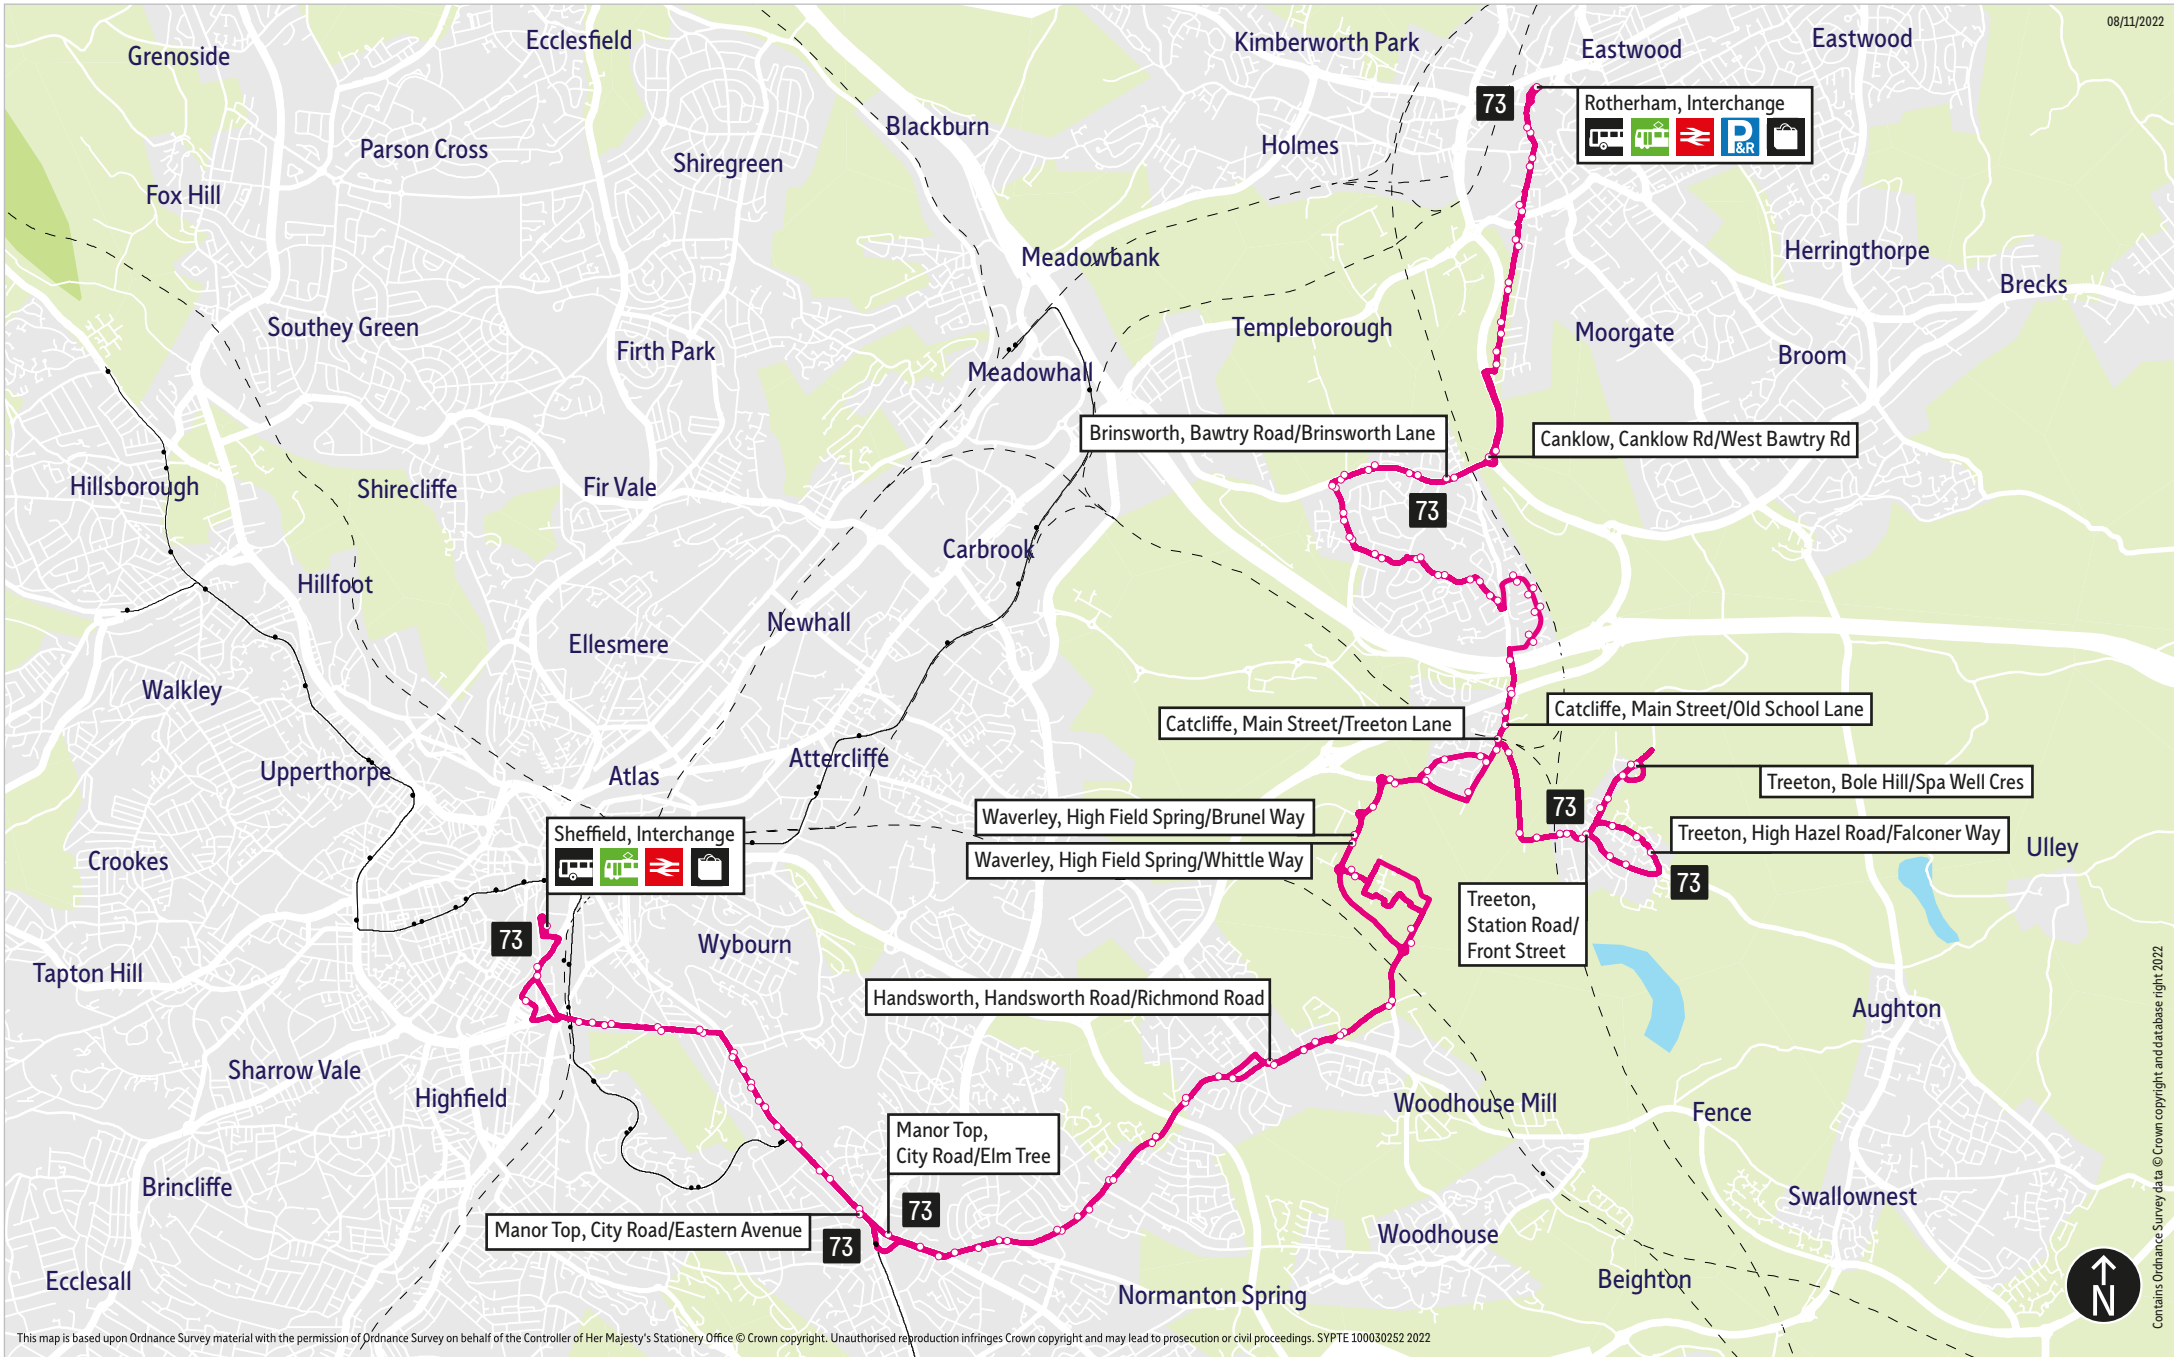 08/11/2022
Grenoside
Ecclesfield
Kimberworth Park
Eastwood
Eastwood
73
Rotherham, Interchange
P
&R
Blackburn
Holmes
Parson Cross
Shiregreen
Fox Hill
Meadowbank
Herringthorpe
Brecks
Southey Green
Firth Park
Templeborough
Moorgate
Broom
Meadowhall
Brinsworth, Bawtry Road/Brinsworth Lane
Canklow, Canklow Rd/West Bawtry Rd
Hillsborough
Shirecliffe
Fir Vale
73
Carbrook
Hillfoot
Newhall
Ellesmere
Walkley
Catcliffe, Main Street/Treeton Lane
Catcliffe, Main Street/Old School Lane
Upperthorpe
Atlas
Attercliffe
Treeton, Bole Hill/Spa Well Cres
73
Waverley, High Field Spring/Brunel Way
Sheffield, Interchange
Treeton, High Hazel Road/Falconer Way
Ulley
Crookes
Waverley, High Field Spring/Whittle Way
73
Treeton,
Station Road/
Front Street
73
Wybourn
Tapton Hill
Handsworth, Handsworth Road/Richmond Road
Aughton
Sharrow Vale
Highfield
Woodhouse Mill
Fence
Manor Top,
City Road/Elm Tree
Brincliffe
Swallownest
73
Manor Top, City Road/Eastern Avenue
73
Woodhouse
Ecclesall
Normanton Spring
Beighton
N
Contains Ordnance Survey data © Crown copyright and database right 2022
This map is based upon Ordnance Survey material with the permission of Ordnance Survey on behalf of the Controller of Her Majesty's Stationery Office © Crown copyright. Unauthorised reproduction infringes Crown copyright and may lead to prosecution or civil proceedings. SYPTE 100030252 2022